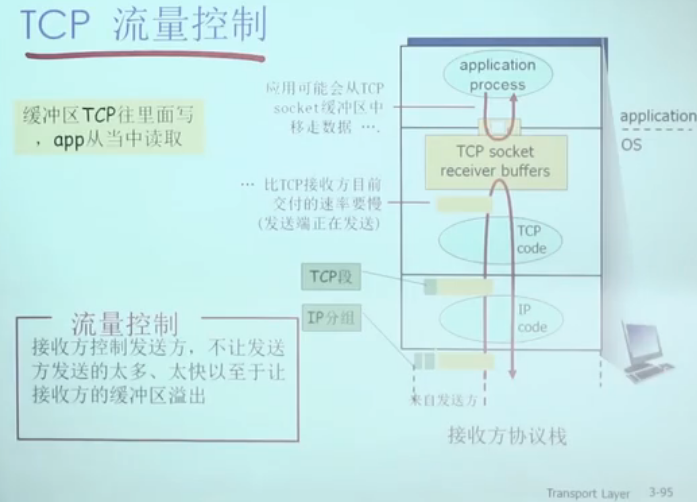 TCP 流量控制
缓冲区TCP往里面写
，app从当中读取
应用可能会从TCP
socket缓冲区中
移走数据 ….
… 比TCP接收方目前
交付的速率要慢
(发送端正在发送)
application
process
TCP socket
receiver buffers
TCP
code
IP
code
application
OS
TCP段
IP分组
来自发送方
接收方协议栈
流量控制
接收方控制发送方，不让发送
方发送的太多、太快以至于让
接收方的缓冲区溢出
Transport Layer 3-95